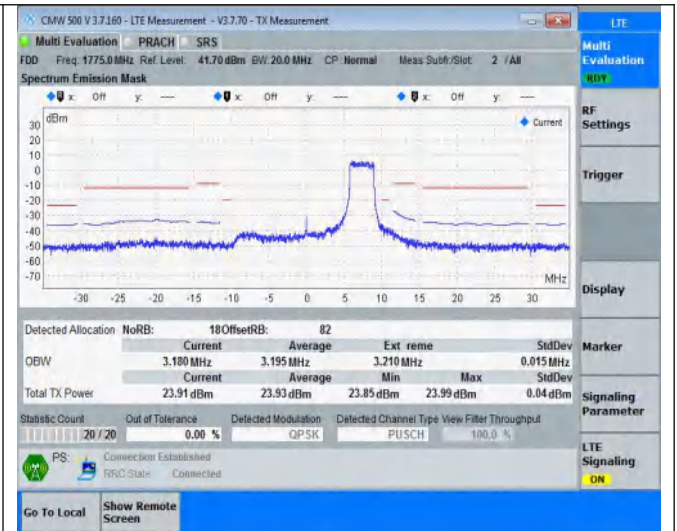 CMW 500 V 3.7.160 - LTE Measurement - V3.7.70 - TX Measurement
LTE
Multi Evaluation PRACH SRS
Multi Evaluation
RDY
FDD Freq: 1775.0 MHz Ref. Level: 41.70 dBm BW: 20.0 MHz CP: Normal Meas Subfr./Slot: 2 / All
Spectrum Emission Mask
x: Off y: --- x: Off y: --- x: Off y: ---
dBm
Current
30
20
10
0
-10
-20
-30
-40
-50
-60
-70
MHz
-30 -25 -20 -15 -10 -5 0 5 10 15 20 25 30
RF Settings
Trigger
Display
Marker
Signaling Parameter
LTE Signaling
ON
Detected Allocation NoRB: 18OffsetRB: 82
Current Average Ext reme StdDev
OBW 3.180 MHz 3.195 MHz 3.210 MHz 0.015 MHz
Current Average Min Max StdDev
Total TX Power 23.91 dBm 23.93 dBm 23.85 dBm 23.99 dBm 0.04 dBm
Statistic Count Out of Tolerance Detected Modulation Detected Channel Type View Filter Throughput
20 / 20 0.00 % QPSK PUSCH 100.0 %
PS: Connection Established
RRC State Connected
Go To Local Show Remote Screen